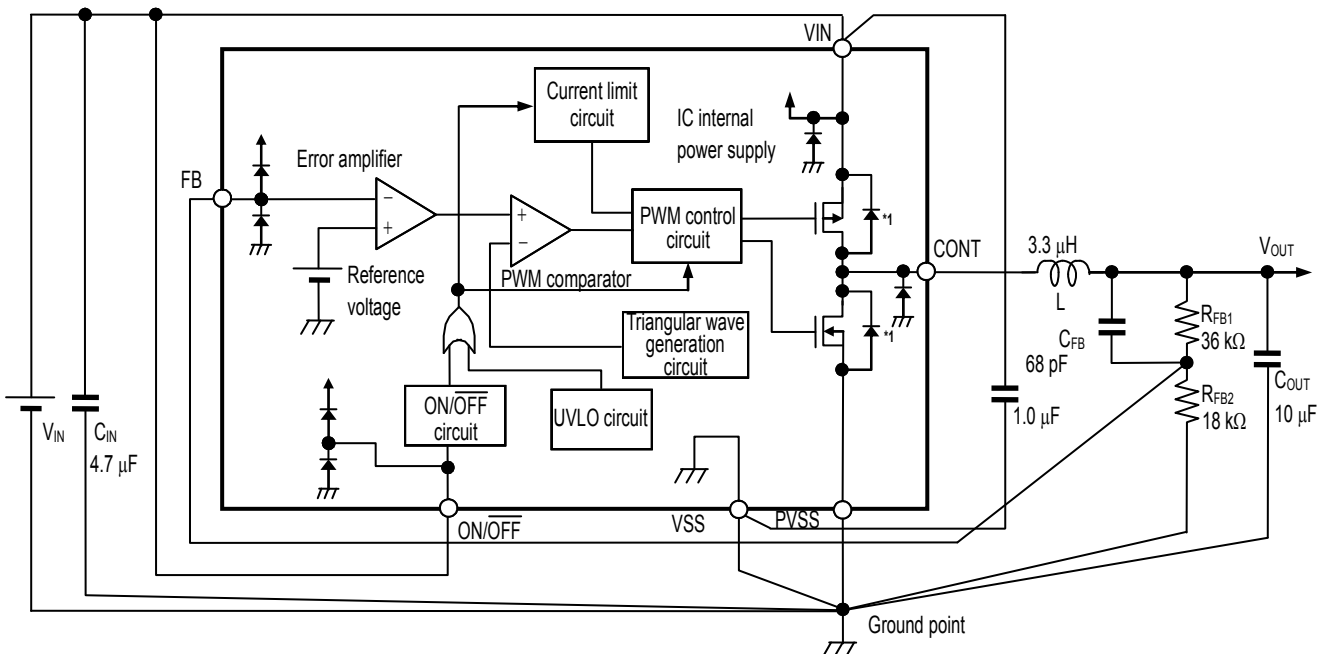 VIN
Current limit
circuit
IC internal
power supply
Error amplifier
FB
−
+
+
−
PWM control
circuit
*1
CONT
3.3 μH
VOUT
Reference
voltage
PWM comparator
L
RFB1
36 kΩ
CFB
68 pF
Triangular wave
generation
circuit
*1
COUT
10 μF
RFB2
18 kΩ
1.0 μF
ON/OFF
circuit
UVLO circuit
VIN
CIN
4.7 μF
ON/OFF
VSS
PVSS
Ground point